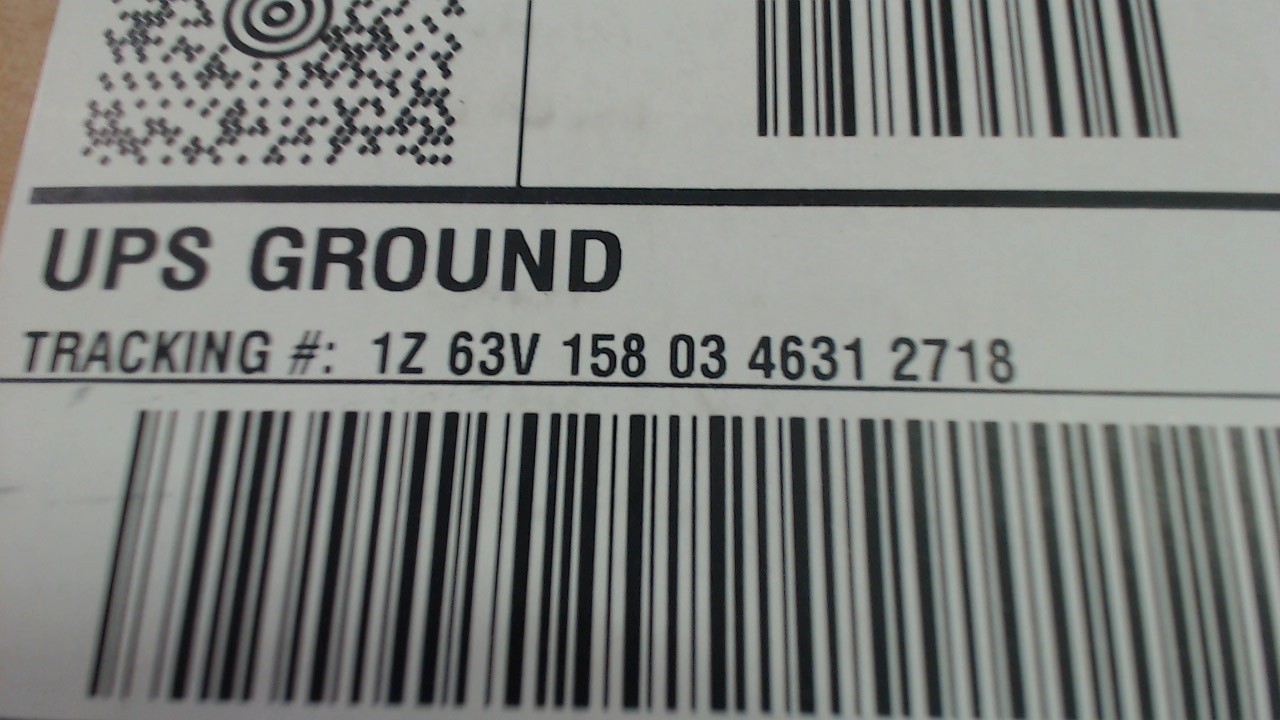 UPS GROUND
TRACKING #: 1Z 63V 158 03 4631 2718